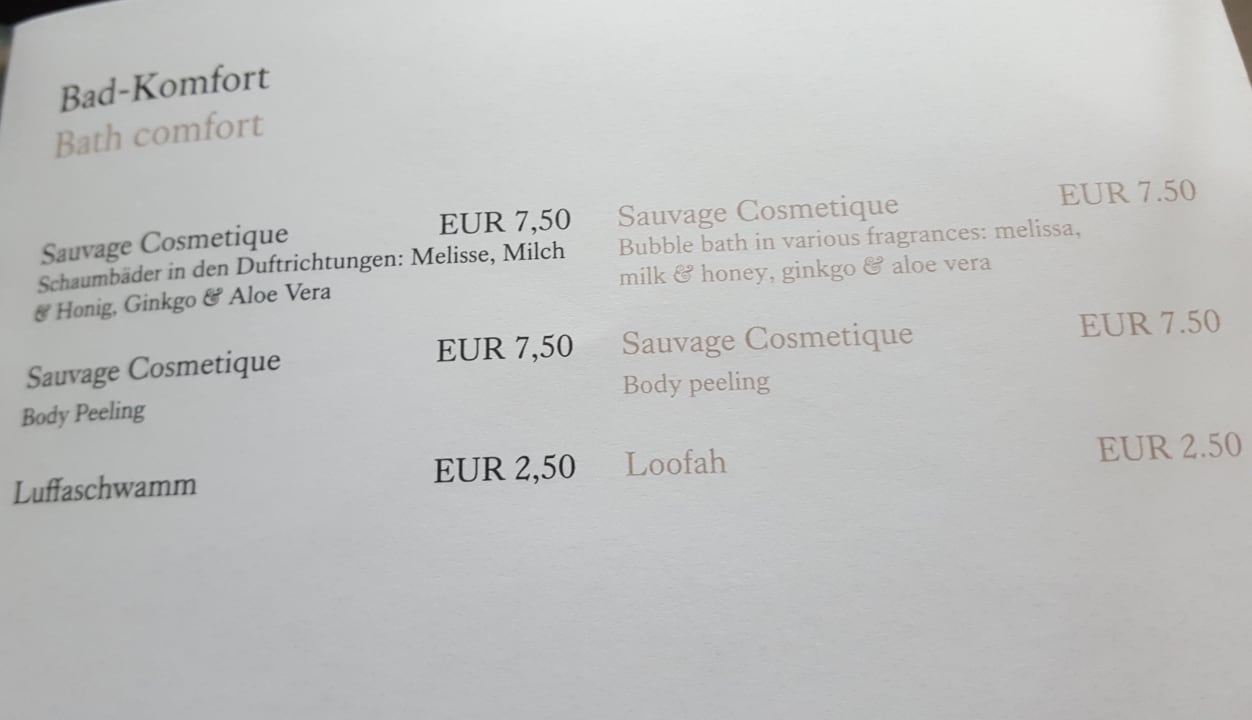 Bad-Komfort
Bath comfort
Sauvage Cosmetique EUR 7,50
Schaumbäder in den Duftrichtungen: Melisse, Milch
& Honig, Ginkgo & Aloe Vera
Sauvage Cosmetique EUR 7,50
Body Peeling
Luffaschwamm EUR 2,50
Sauvage Cosmetique EUR 7.50
Bubble bath in various fragrances: melissa,
milk & honey, ginkgo & aloe vera
Sauvage Cosmetique EUR 7.50
Body peeling
Loofah EUR 2.50